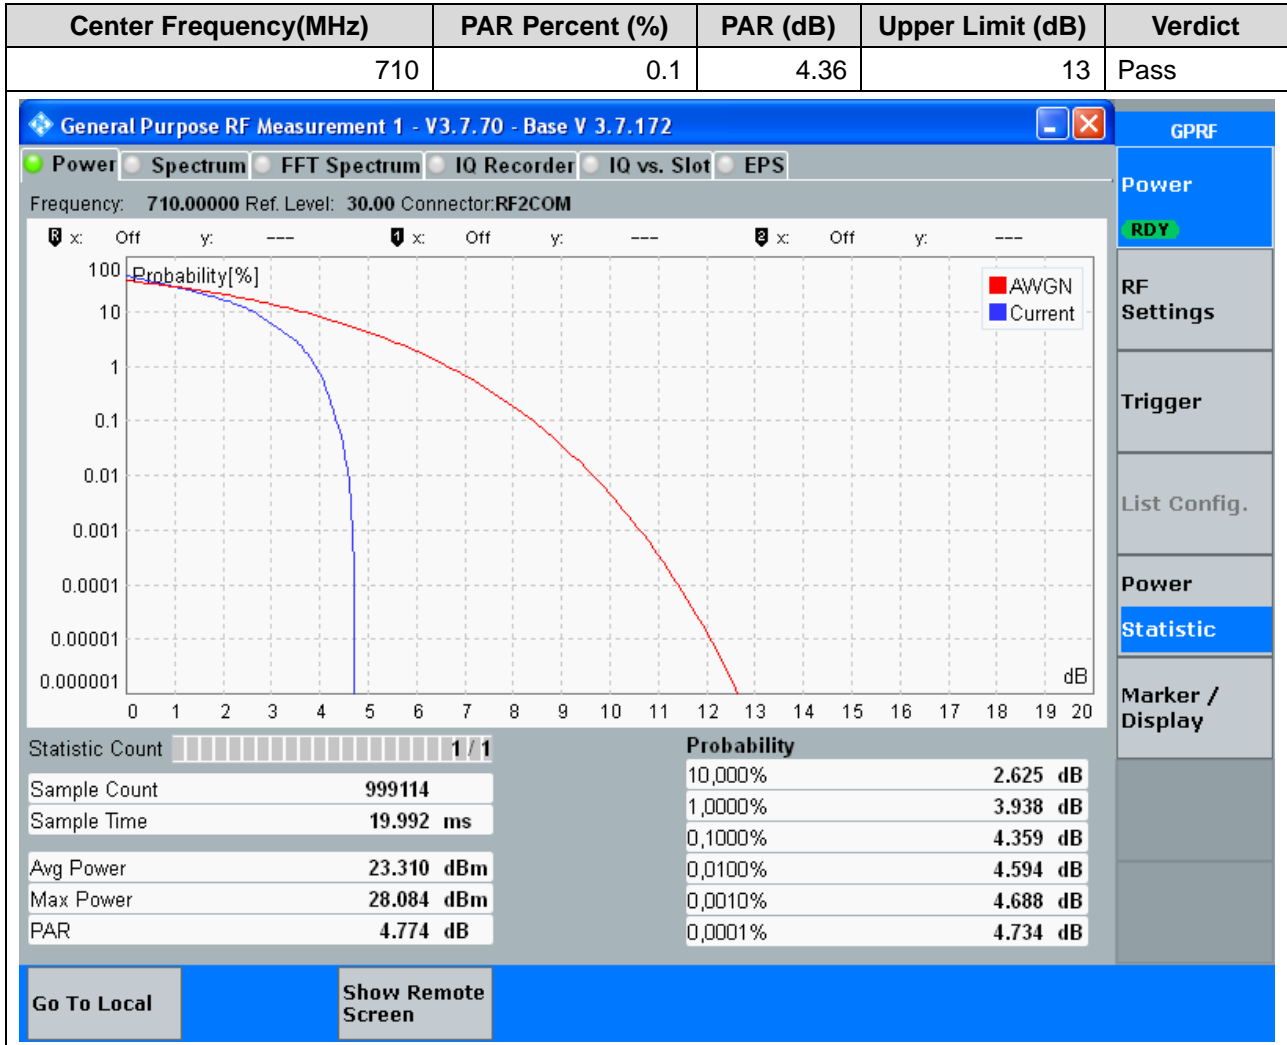 Center Frequency(MHz) PAR Percent (%) PAR (dB) Upper Limit (dB) Verdict
710 0.1 4.36 13 Pass
General Purpose RF Measurement 1 - V3.7.70 - Base V 3.7.172
GPRF
Power Spectrum FFT Spectrum IQ Recorder IQ vs. Slot EPS
Frequency: 710.00000 Ref. Level: 30.00 Connector:RF2COM
R x: Off y: --- 1 x: Off y: --- 2 x: Off y: ---
Probability[%]
AWGN
Current
100
10
1
0.1
0.01
0.001
0.0001
0.00001
0.000001
dB
0 1 2 3 4 5 6 7 8 9 10 11 12 13 14 15 16 17 18 19 20
Statistic Count 1 / 1
Sample Count 999114
Sample Time 19.992 ms
Avg Power 23.310 dBm
Max Power 28.084 dBm
PAR 4.774 dB
Probability
10,000% 2.625 dB
1,0000% 3.938 dB
0,1000% 4.359 dB
0,0100% 4.594 dB
0,0010% 4.688 dB
0,0001% 4.734 dB
Power
RDY
RF
Settings
Trigger
List Config.
Power
Statistic
Marker /
Display
Go To Local
Show Remote
Screen